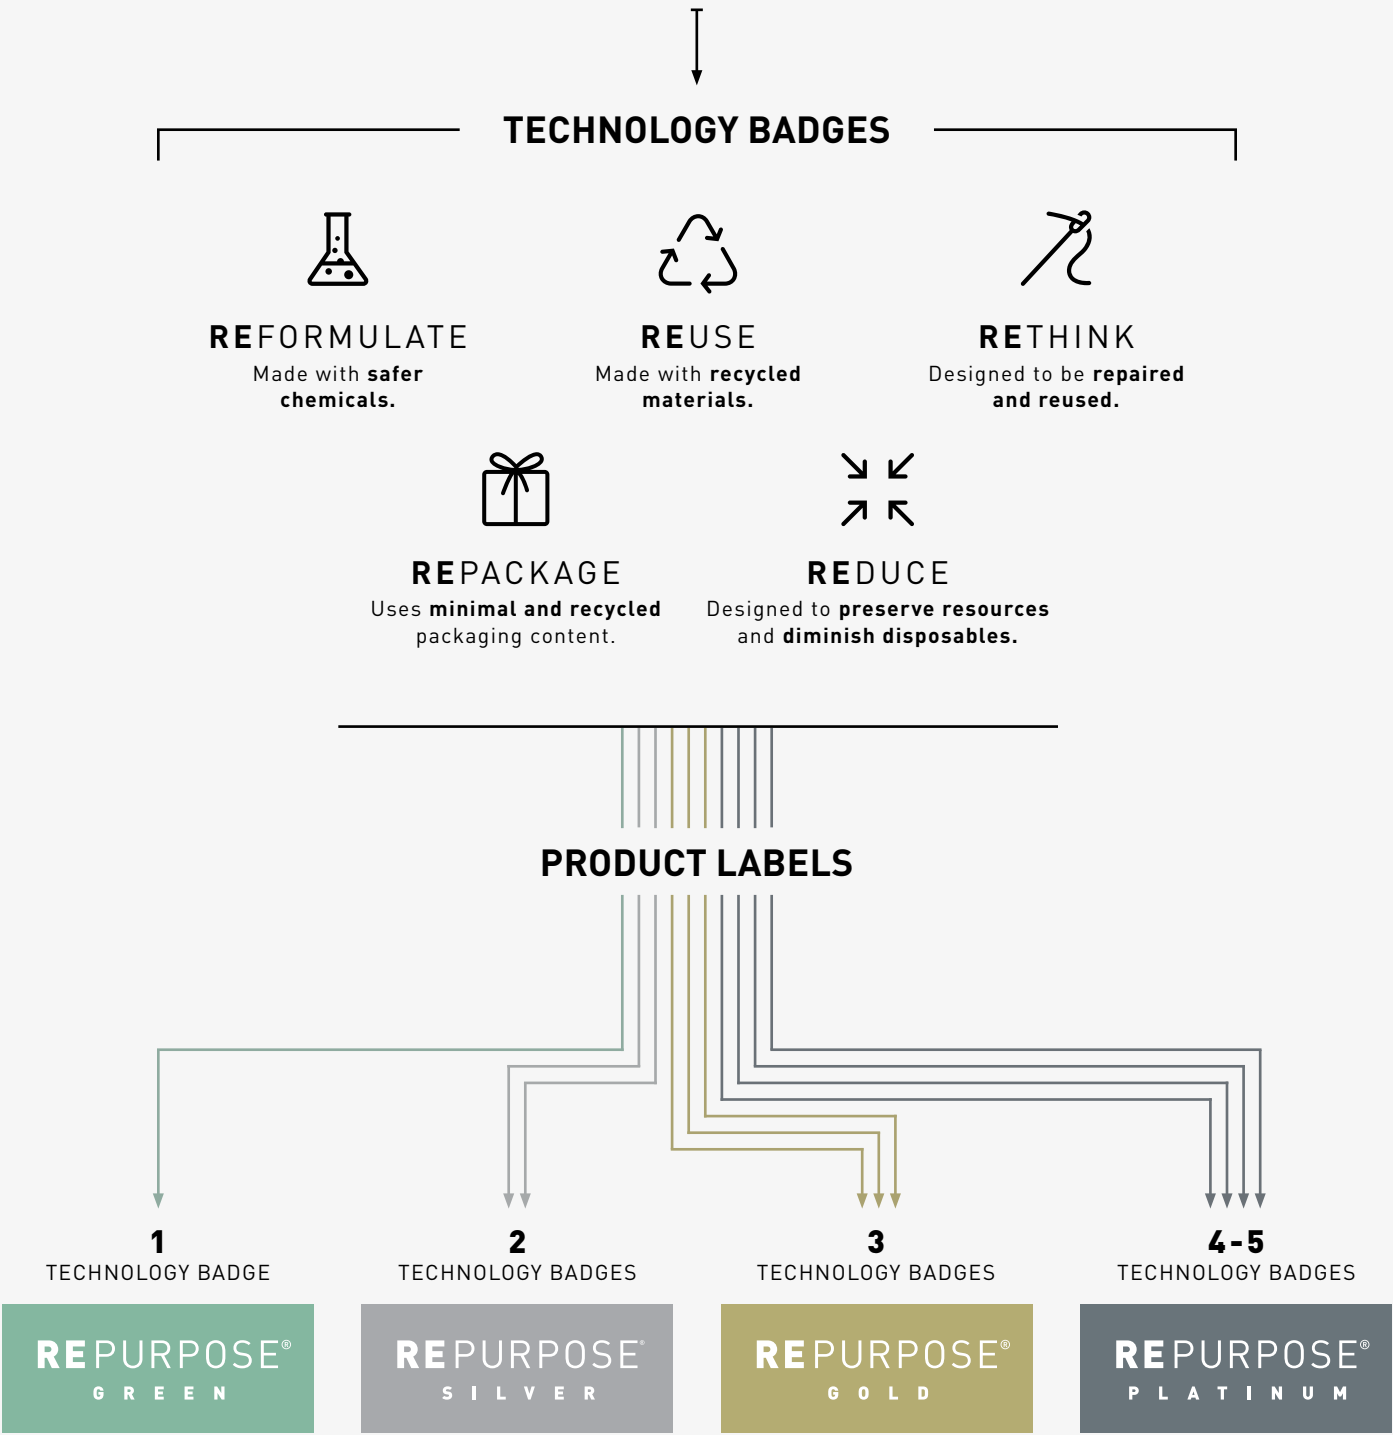 TECHNOLOGY BADGES
REFORMULATE
Made with safer
chemicals.
REUSE
Made with recycled
materials.
RETHINK
Designed to be repaired
and reused.
REPACKAGE
Uses minimal and recycled
packaging content.
REDUCE
Designed to preserve resources
and diminish disposables.
PRODUCT LABELS
1
TECHNOLOGY BADGE
REPURPOSE®
GREEN
2
TECHNOLOGY BADGES
REPURPOSE®
SILVER
3
TECHNOLOGY BADGES
REPURPOSE®
GOLD
4-5
TECHNOLOGY BADGES
REPURPOSE®
PLATINUM